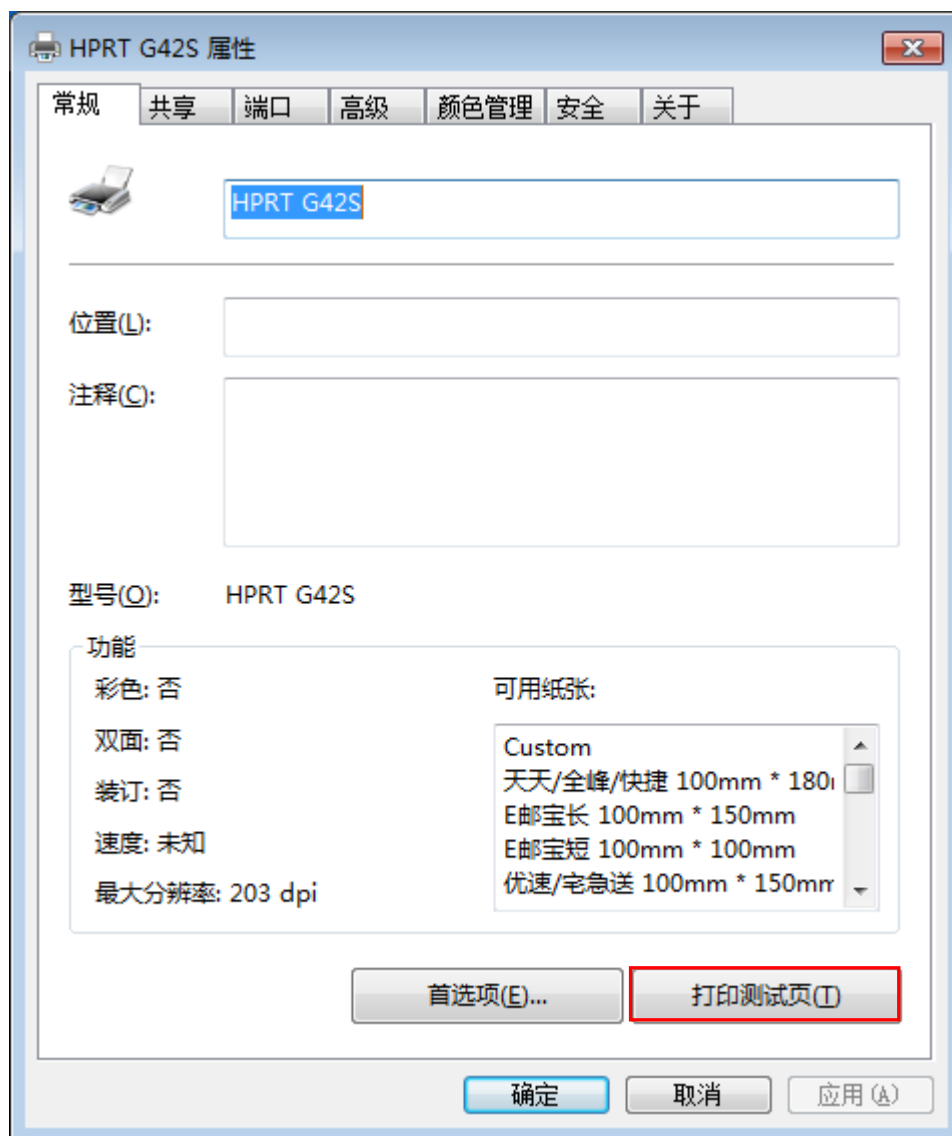 HPRT G42S 属性
常规 共享 端口 高级 颜色管理 安全 关于
HPRT G42S
位置(L):
注释(C):
型号(O): HPRT G42S
功能
彩色: 否
双面: 否
装订: 否
速度: 未知
最大分辨率: 203 dpi
可用纸张:
Custom
天天/全峰/快捷 100mm * 180
E邮宝长 100mm * 150mm
E邮宝短 100mm * 100mm
优速/宅急送 100mm * 150mm
首选项(E)... 打印测试页(T)
确定 取消 应用(A)